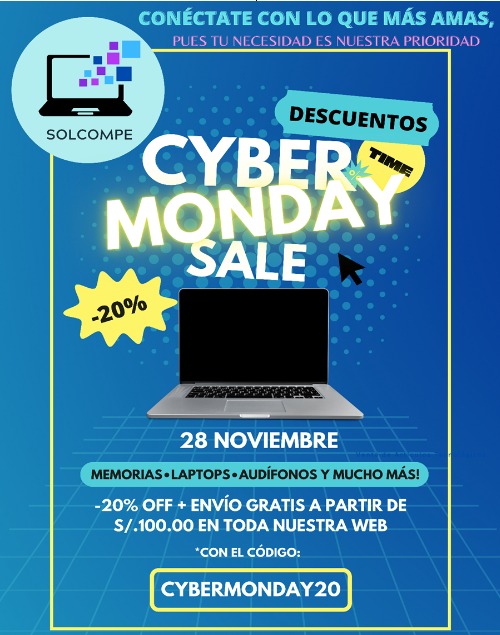 CONÉCTATE CON LO QUE MÁS AMAS,
PUES TU NECESIDAD ES NUESTRA PRIORIDAD
SOLCOMPE
DESCUENTOS
TIME
CYBER
MONDAY
SALE
-20%
28 NOVIEMBRE
MEMORIAS•LAPTOPS•AUDÍFONOS Y MUCHO MÁS!
-20% OFF + ENVÍO GRATIS A PARTIR DE
S/.100.00 EN TODA NUESTRA WEB
*CON EL CÓDIGO:
CYBERMONDAY20